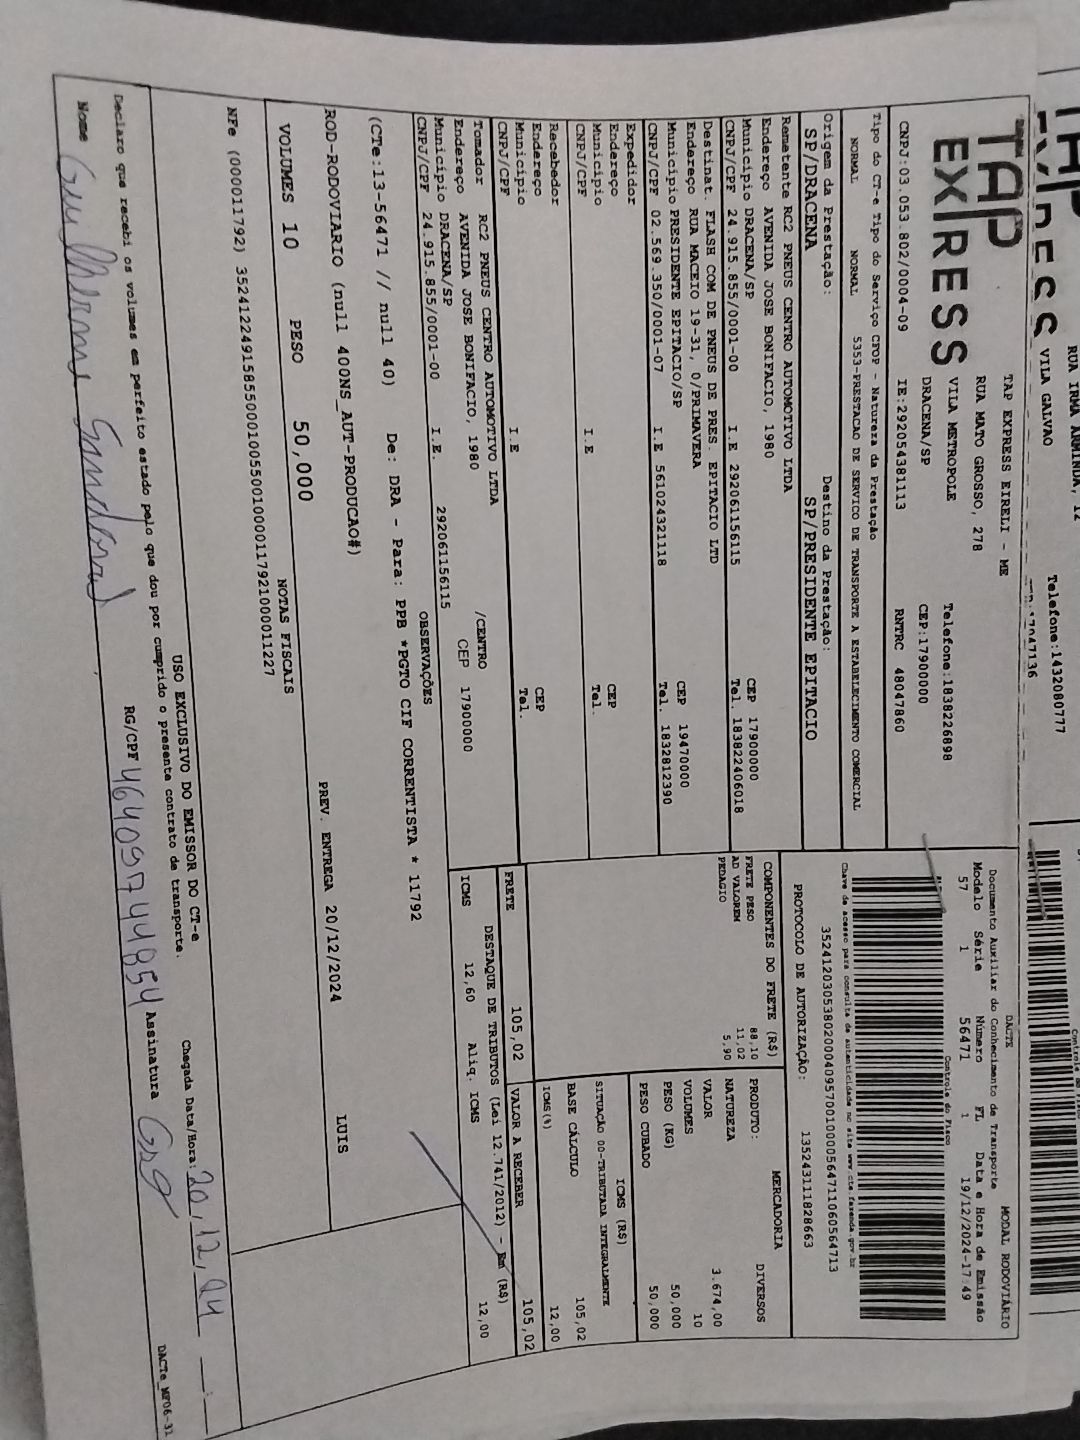 RUA IRMA ARMINDA, 12
VILA GALVAO
Telefone:1432080777
TAP
EXPRESS
TAP EXPRESS EIRELI - ME
RUA MATO GROSSO, 278
VILA METROPOLE
Telefone:1838226898
DRACENA/SP
CEP:17900000
CNPJ:03.053.802/0004-09
IE:292054381113
RNTRC 48047860
DACTE
MODAL RODOVIÁRIO
Documento Auxiliar do Conhecimento de Transporte
Modelo Série Número FL Data e Hora de Emissão
57 1 56471 1 19/12/2024-17:49
Controle do Fisco
Chave de acesso para consulta de autenticidade no site www.cte.fazenda.gov.br
35241203053802000409570010000564711060564713
PROTOCOLO DE AUTORIZAÇÃO: 135243111828663
Tipo do CT-e Tipo do Serviço CFOP - Natureza da Prestação
NORMAL NORMAL 5353-PRESTACAO DE SERVICO DE TRANSPORTE A ESTABELECIMENTO COMERCIAL
Origem da Prestação: Destino da Prestação:
SP/DRACENA SP/PRESIDENTE EPITACIO
Remetente RC2 PNEUS CENTRO AUTOMOTIVO LTDA
Endereço AVENIDA JOSE BONIFACIO, 1980
Município DRACENA/SP CEP 17900000
CNPJ/CPF 24.915.855/0001-00 I.E 292061156115 Tel. 183822406018
Destinat. FLASH COM DE PNEUS DE PRES. EPITACIO LTD
Endereço RUA MACEIO 19-31, 0/PRIMAVERA
Município PRESIDENTE EPITACIO/SP CEP 19470000
CNPJ/CPF 02.569.350/0001-07 I.E 561024321118 Tel. 1832812390
Expedidor
Endereço
Município CEP
CNPJ/CPF I.E Tel.
Recebedor
Endereço
Município CEP
CNPJ/CPF I.E Tel.
Tomador RC2 PNEUS CENTRO AUTOMOTIVO LTDA
Endereço AVENIDA JOSE BONIFACIO, 1980 /CENTRO
Município DRACENA/SP CEP 17900000
CNPJ/CPF 24.915.855/0001-00 I.E. 292061156115
COMPONENTES DO FRETE (R$)
FRETE PESO 88,10
AD VALOREM 11,02
PEDAGIO 5,90
MERCADORIA
PRODUTO: DIVERSOS
NATUREZA
VALOR 3.674,00
VOLUMES 10
PESO (KG) 50,000
PESO CUBADO 50,000
ICMS (R$)
SITUAÇÃO 00-TRIBUTADA INTEGRALMENTE
BASE CÁLCULO 105,02
ICMS(%) 12,00
FRETE 105,02 VALOR A RECEBER 105,02
DESTAQUE DE TRIBUTOS (Lei 12.741/2012) - Em (R$)
ICMS 12,60 Aliq. ICMS 12,00
OBSERVAÇÕES
(CTe:13-56471 // null 40) De: DRA - Para: PPB *PGTO CIF CORRENTISTA * 11792
ROD-RODOVIARIO (null 400NS_AUT-PRODUCAO#)
PREV. ENTREGA 20/12/2024 LUIS
VOLUMES 10 PESO 50,000
NOTAS FISCAIS
NFe (000011792) 35241224915855000100550010000117921000011227
USO EXCLUSIVO DO EMISSOR DO CT-e
Declaro que recebi os volumes em perfeito estado pelo que dou por cumprido o presente contrato de transporte.
Chegada Data/Hora: 20/12/24 __:__
Nome Guilherme Sandoval RG/CPF 46409744854 Assinatura
DACTe_MP06-31